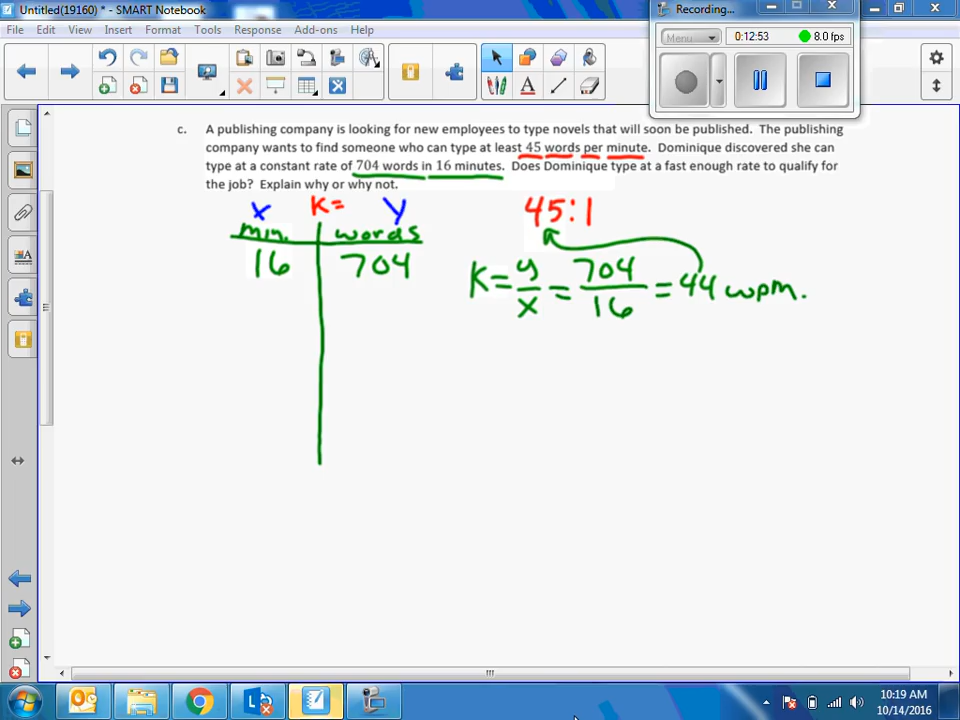 Untitled(19160) * - SMART Notebook
Recording...
File Edit View Insert Format Tools Response Add-ons Help
Menu 0:12:53 8.0 fps
c. A publishing company is looking for new employees to type novels that will soon be published. The publishing
company wants to find someone who can type at least 45 words per minute. Dominique discovered she can
type at a constant rate of 704 words in 16 minutes. Does Dominique type at a fast enough rate to qualify for
the job? Explain why or why not.
x K= y 45:1
min. words
16 704 K = y/x = 704/16 = 44 wpm.
10:19 AM
10/14/2016